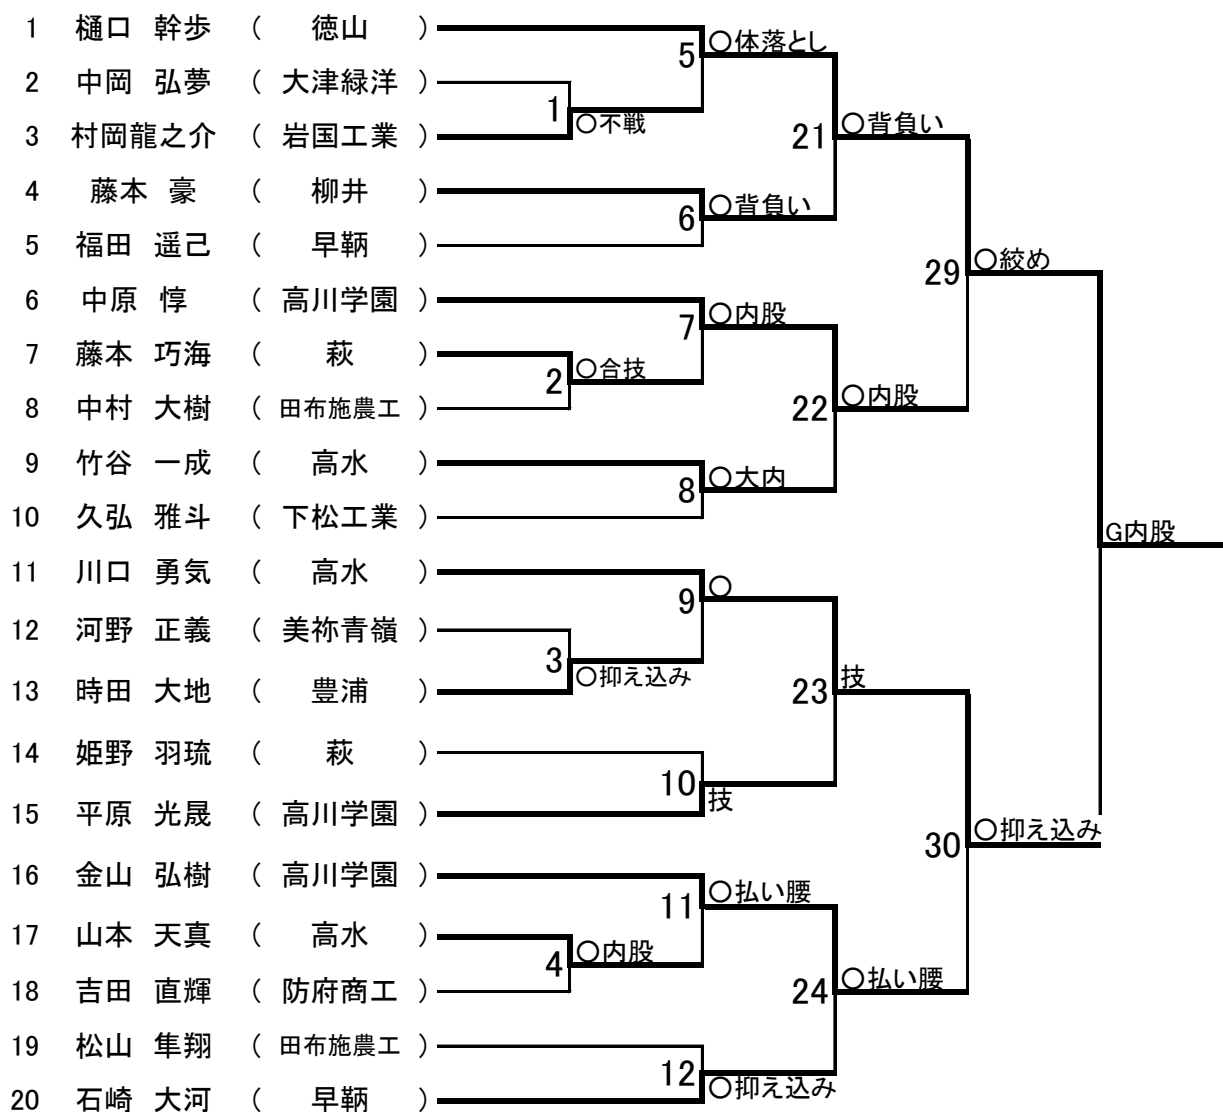 1 樋口 幹歩 （ 徳山 ）
5 ○体落とし
2 中岡 弘夢 （ 大津緑洋 ）
1 ○不戦
3 村岡龍之介 （ 岩国工業 ）
21 ○背負い
4 藤本 豪 （ 柳井 ）
6 ○背負い
5 福田 遥己 （ 早鞆 ）
29 ○絞め
6 中原 惇 （ 高川学園 ）
7 ○内股
7 藤本 巧海 （ 萩 ）
2 ○合技
22 ○内股
8 中村 大樹 （ 田布施農工 ）
9 竹谷 一成 （ 高水 ）
8 ○大内
10 久弘 雅斗 （ 下松工業 ）
G内股
11 川口 勇気 （ 高水 ）
9 ○
12 河野 正義 （ 美祢青嶺 ）
3 ○抑え込み
13 時田 大地 （ 豊浦 ）
23 技
14 姫野 羽琉 （ 萩 ）
10 技
15 平原 光晟 （ 高川学園 ）
30 ○抑え込み
16 金山 弘樹 （ 高川学園 ）
11 ○払い腰
17 山本 天真 （ 高水 ）
4 ○内股
18 吉田 直輝 （ 防府商工 ）
24 ○払い腰
19 松山 隼翔 （ 田布施農工 ）
12 ○抑え込み
20 石崎 大河 （ 早鞆 ）